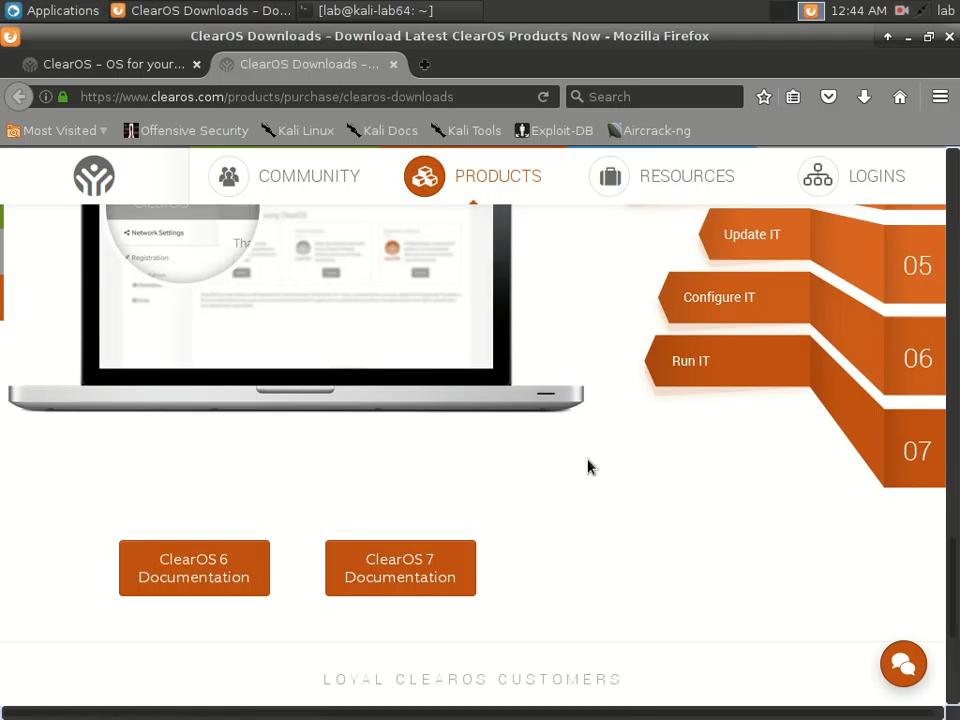 Applications
ClearOS Downloads – Do...
[lab@kali-lab64: ~]
12:44 AM
lab
ClearOS Downloads – Download Latest ClearOS Products Now - Mozilla Firefox
ClearOS – OS for your...
ClearOS Downloads –...
https://www.clearos.com/products/purchase/clearos-downloads
Search
Most Visited
Offensive Security
Kali Linux
Kali Docs
Kali Tools
Exploit-DB
Aircrack-ng
COMMUNITY
PRODUCTS
RESOURCES
LOGINS
Network Settings
Registration
Update IT
05
Configure IT
06
Run IT
07
ClearOS 6
Documentation
ClearOS 7
Documentation
LOYAL CLEAROS CUSTOMERS